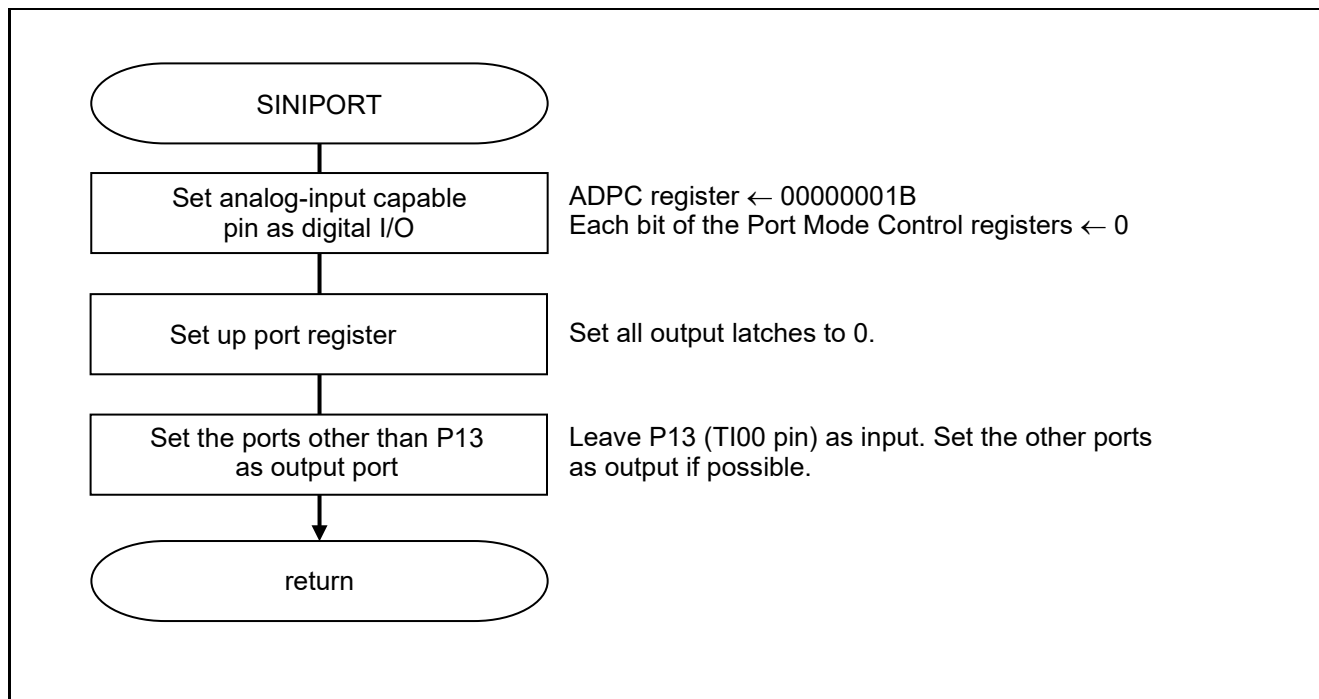 SINIPORT
Set analog-input capable
pin as digital I/O
ADPC register ← 00000001B
Each bit of the Port Mode Control registers ← 0
Set up port register
Set all output latches to 0.
Set the ports other than P13
as output port
Leave P13 (TI00 pin) as input. Set the other ports
as output if possible.
return